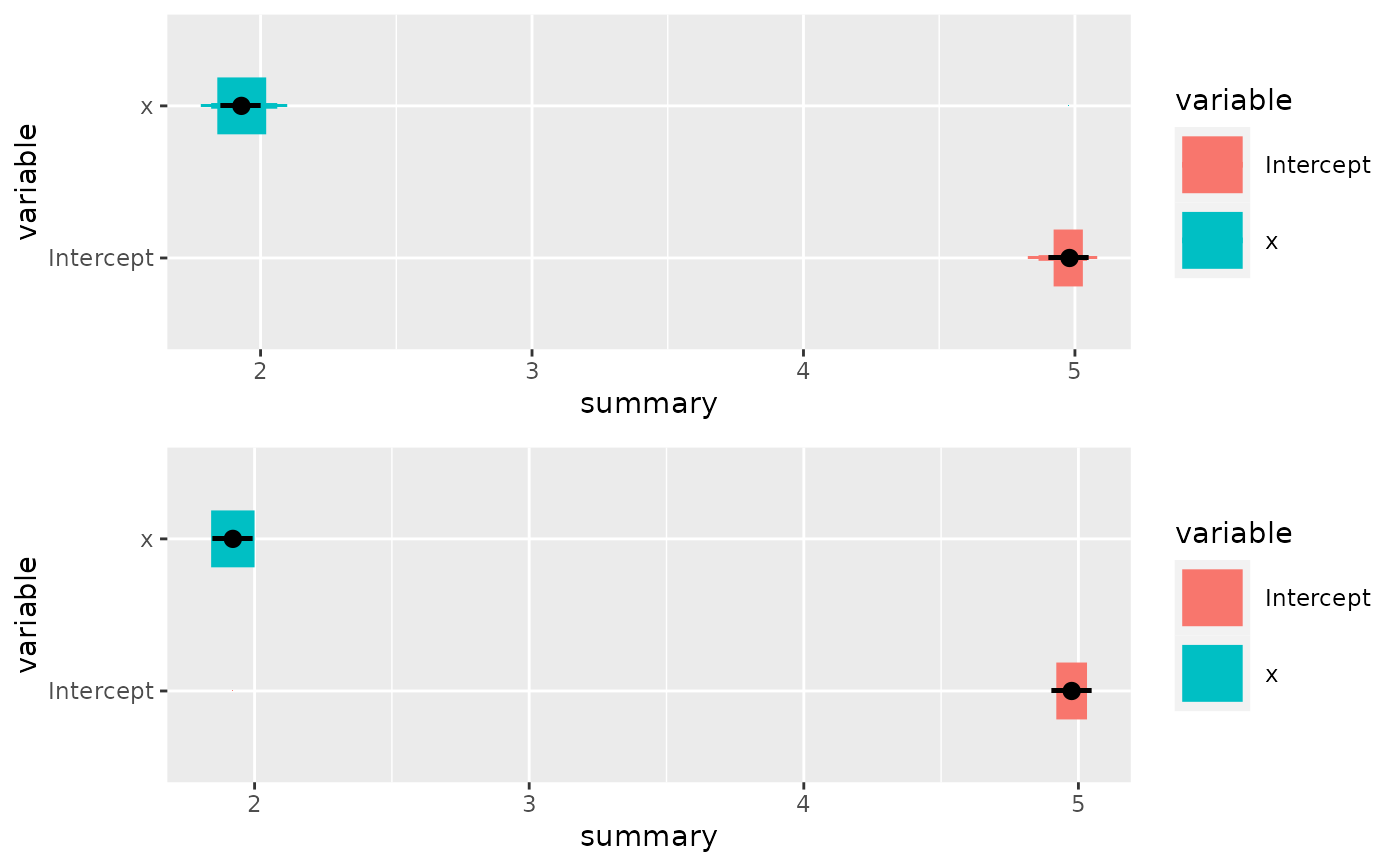 variable
x
Intercept
2 3 4 5
summary
variable
Intercept
x
variable
x
Intercept
2 3 4 5
summary
variable
Intercept
x